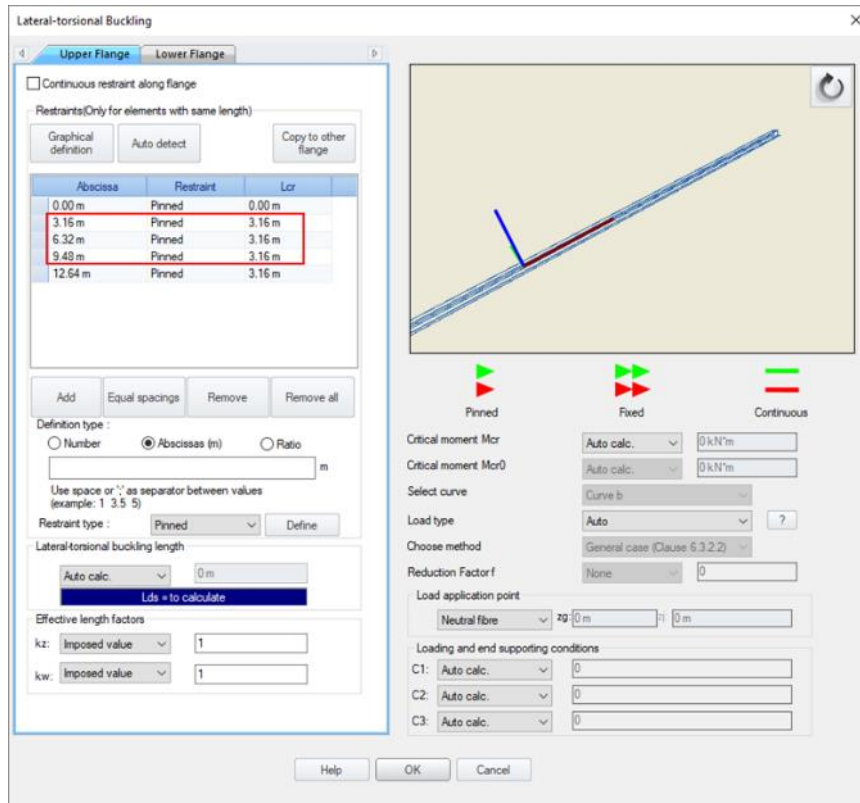 Lateral-torsional Buckling
Upper Flange Lower Flange
Continuous restraint along flange
Restraints(Only for elements with same length)
Graphical definition
Auto detect
Copy to other flange
Abscissa Restraint Lcr
0.00 m Pinned 0.00 m
3.16 m Pinned 3.16 m
6.32 m Pinned 3.16 m
9.48 m Pinned 3.16 m
12.64 m Pinned 3.16 m
Add Equal spacings Remove Remove all
Definition type :
Number Abscissas (m) Ratio
m
Use space or ';' as separator between values
(example: 1 3.5 5)
Restraint type : Pinned Define
Lateral-torsional buckling length
Auto calc. 0 m
Lds = to calculate
Effective length factors
kz: Imposed value 1
kw: Imposed value 1
Pinned Fixed Continuous
Critical moment Mcr Auto calc. 0 kN*m
Critical moment Mcr0 Auto calc. 0 kN*m
Select curve Curve b
Load type Auto ?
Choose method General case (Clause 6.3.2.2)
Reduction Factor f None 0
Load application point
Neutral fibre zg: 0 m zj: 0 m
Loading and end supporting conditions
C1: Auto calc. 0
C2: Auto calc. 0
C3: Auto calc. 0
Help OK Cancel